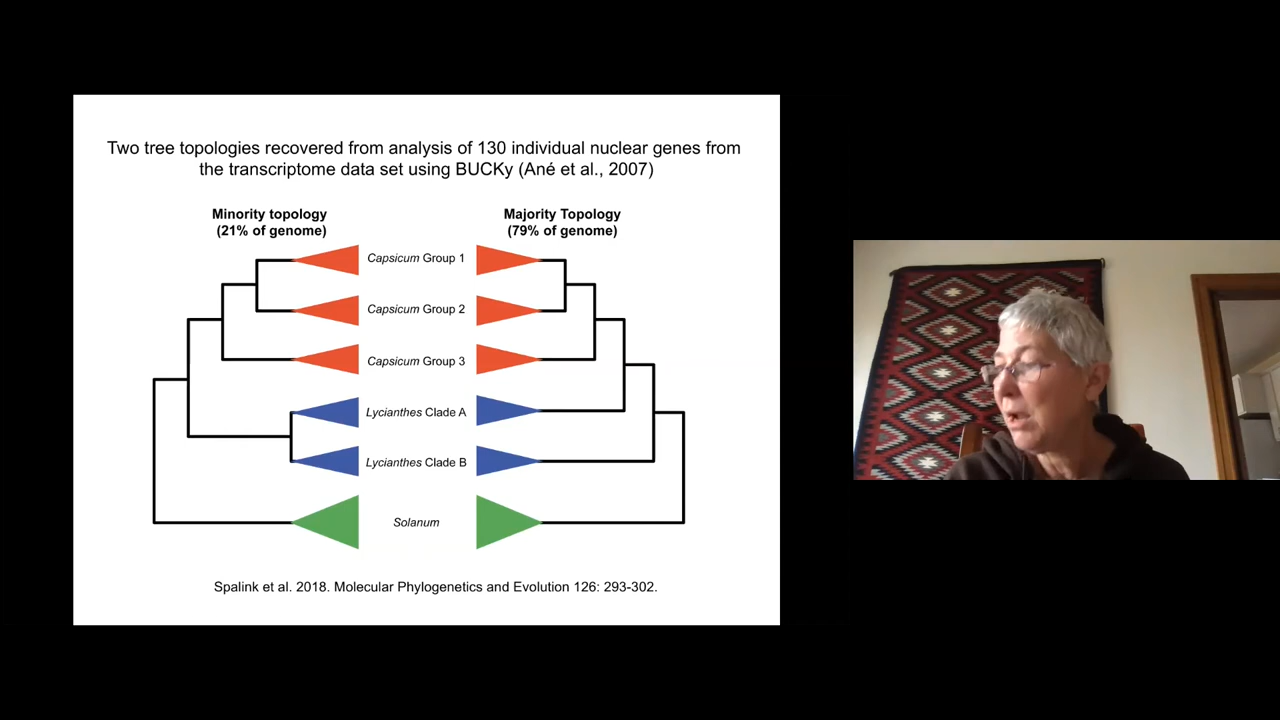 Two tree topologies recovered from analysis of 130 individual nuclear genes from
the transcriptome data set using BUCKy (Ané et al., 2007)
Minority topology
(21% of genome)
Majority Topology
(79% of genome)
Capsicum Group 1
Capsicum Group 2
Capsicum Group 3
Lycianthes Clade A
Lycianthes Clade B
Solanum
Spalink et al. 2018. Molecular Phylogenetics and Evolution 126: 293-302.